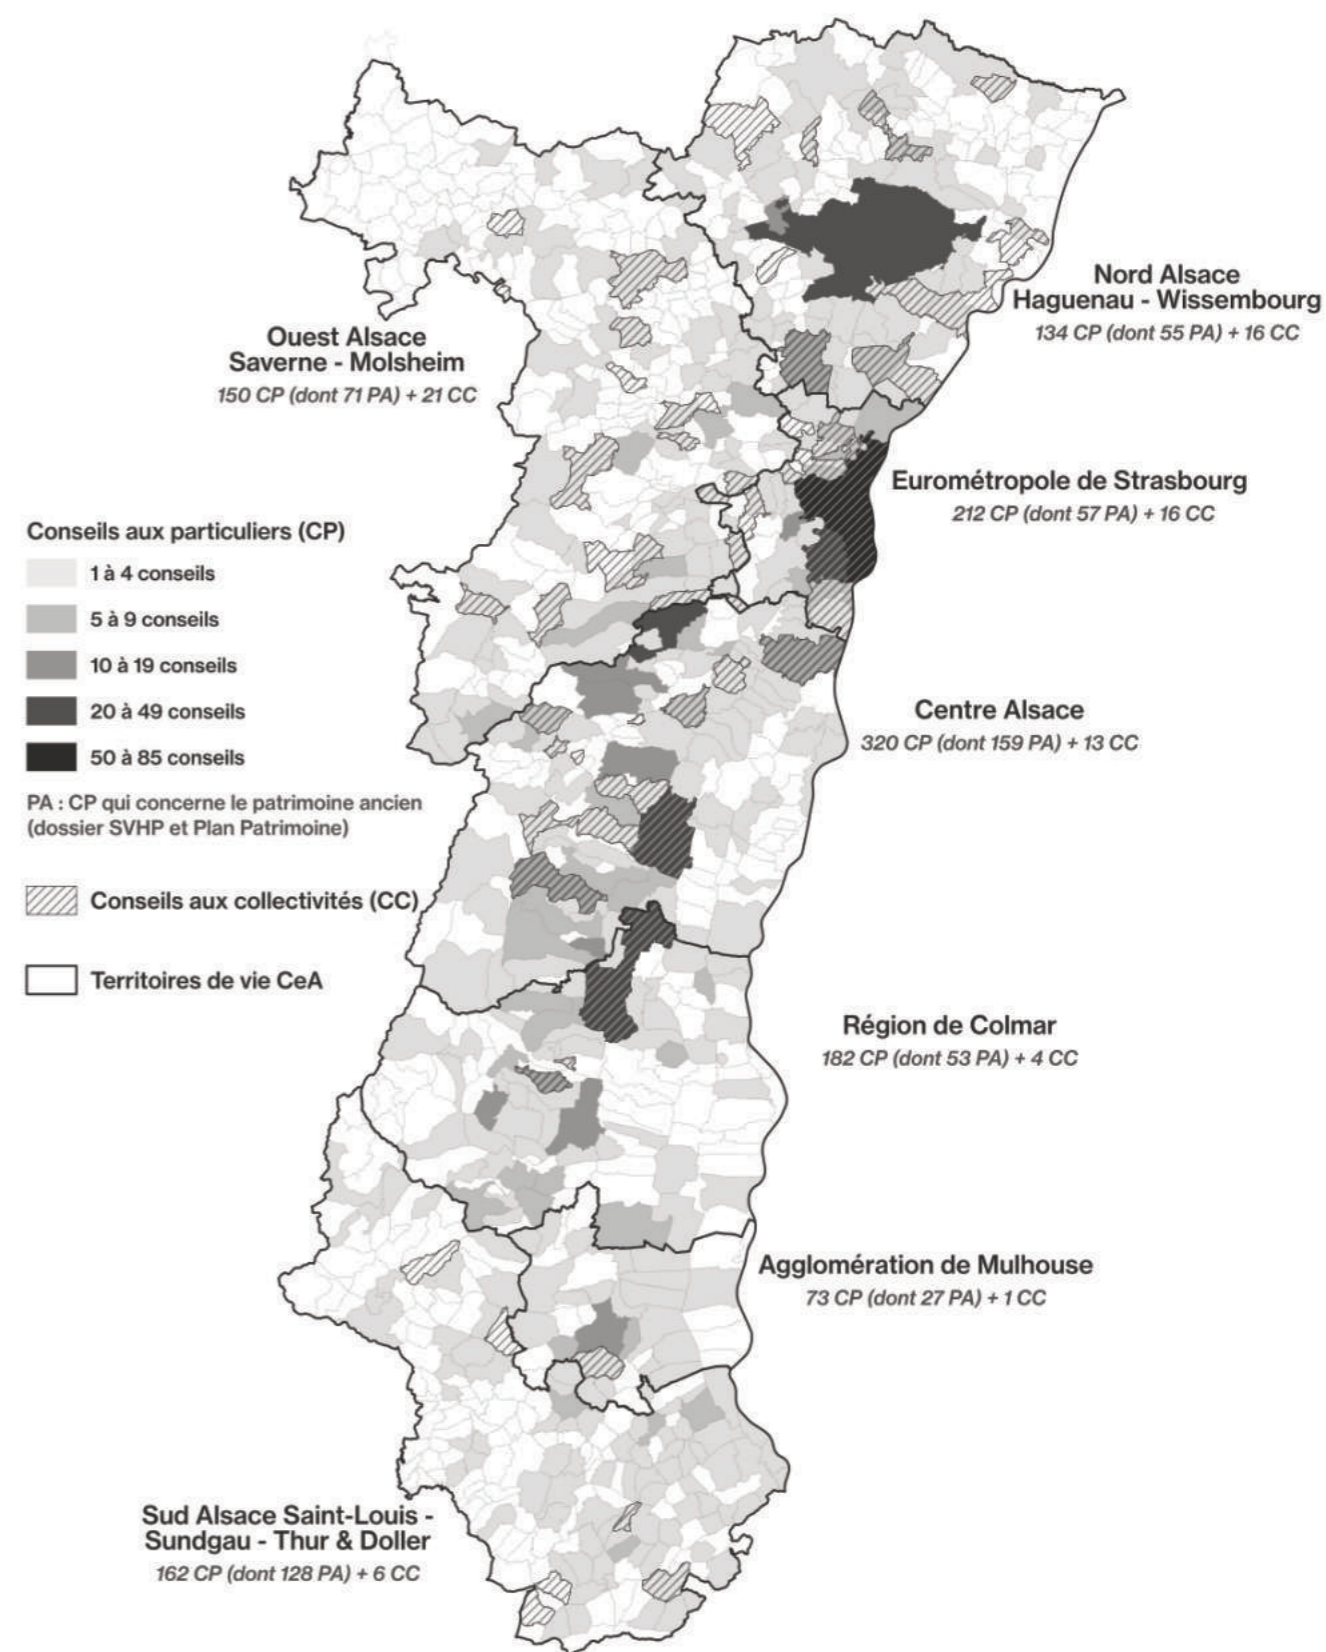 Nord Alsace
Haguenau - Wissembourg
134 CP (dont 55 PA) + 16 CC
Ouest Alsace
Saverne - Molsheim
150 CP (dont 71 PA) + 21 CC
Eurométropole de Strasbourg
212 CP (dont 57 PA) + 16 CC
Conseils aux particuliers (CP)
1 à 4 conseils
5 à 9 conseils
10 à 19 conseils
20 à 49 conseils
50 à 85 conseils
PA : CP qui concerne le patrimoine ancien
(dossier SVHP et Plan Patrimoine)
Conseils aux collectivités (CC)
Territoires de vie CeA
Centre Alsace
320 CP (dont 159 PA) + 13 CC
Région de Colmar
182 CP (dont 53 PA) + 4 CC
Agglomération de Mulhouse
73 CP (dont 27 PA) + 1 CC
Sud Alsace Saint-Louis -
Sundgau - Thur & Doller
162 CP (dont 128 PA) + 6 CC